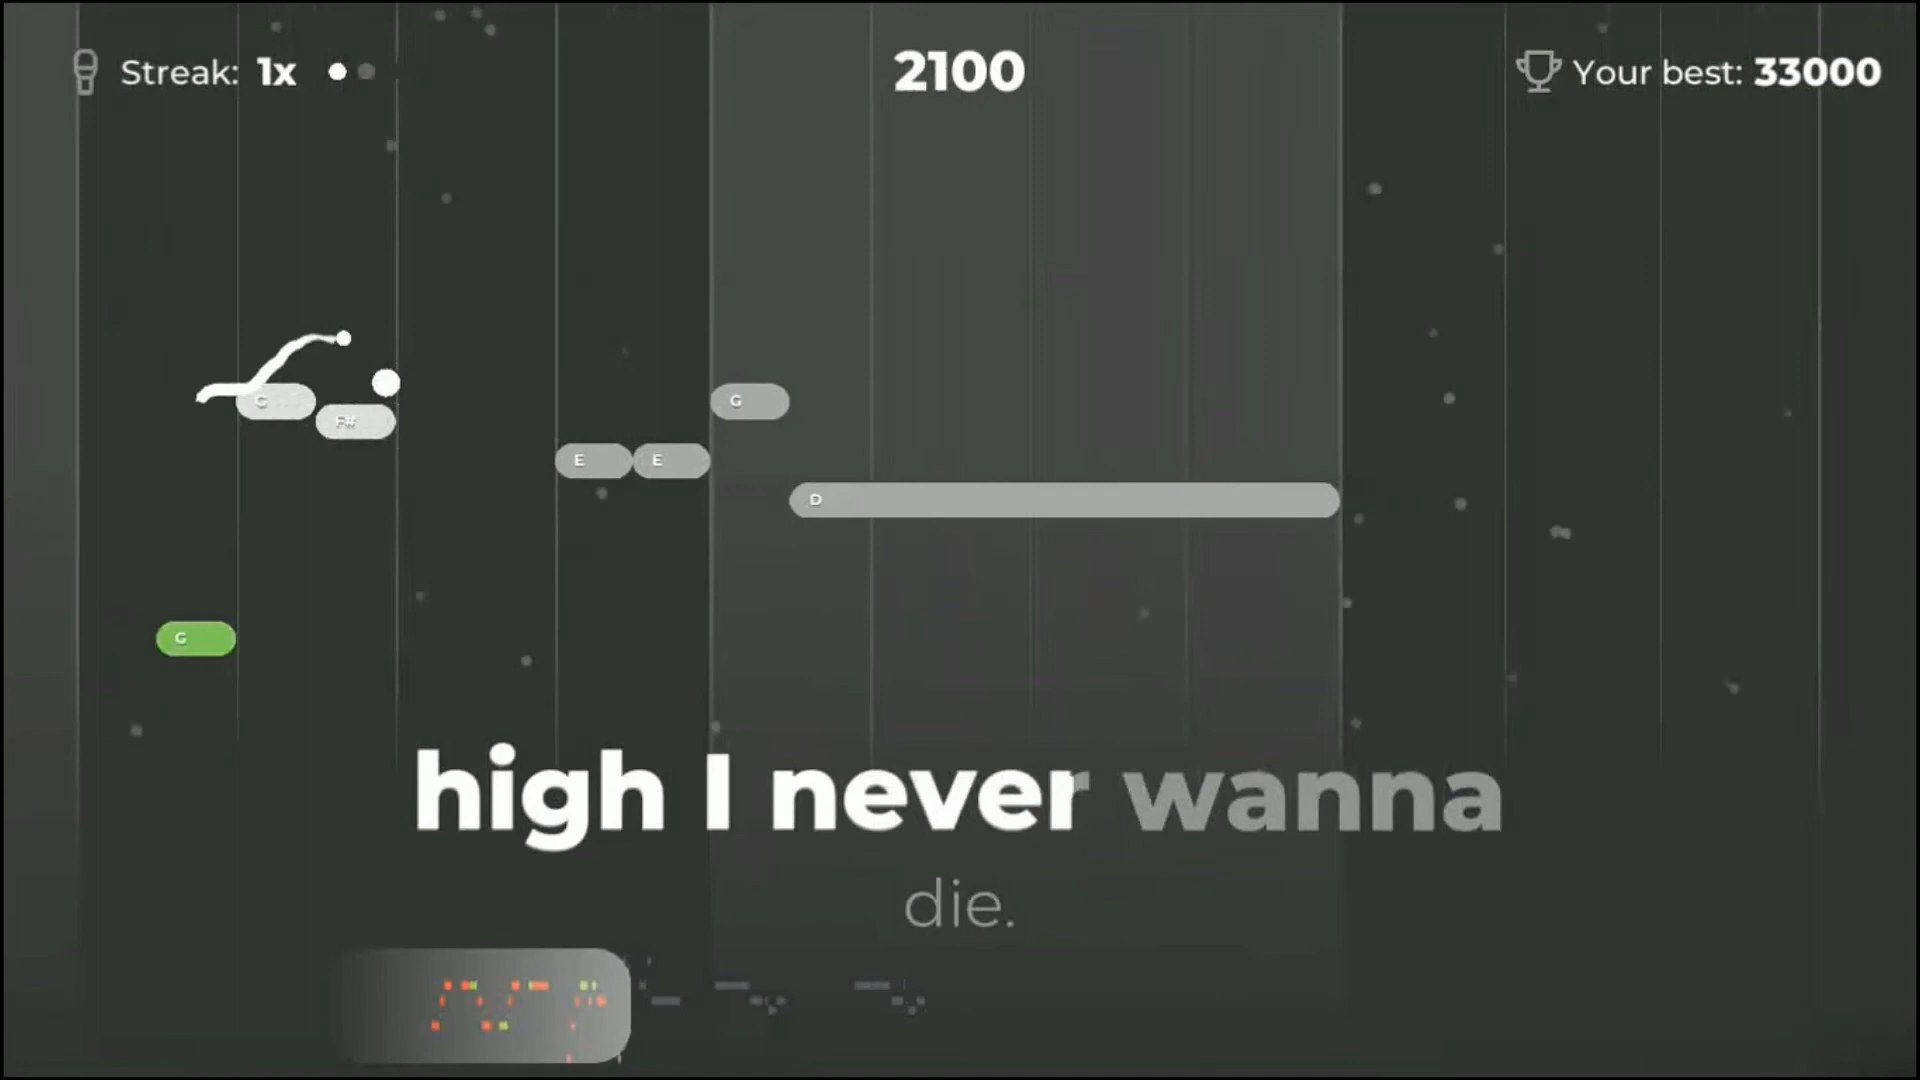 Streak: 1x
2100
Your best: 33000
G
F#
G
E
E
D
G
high I never wanna
die.